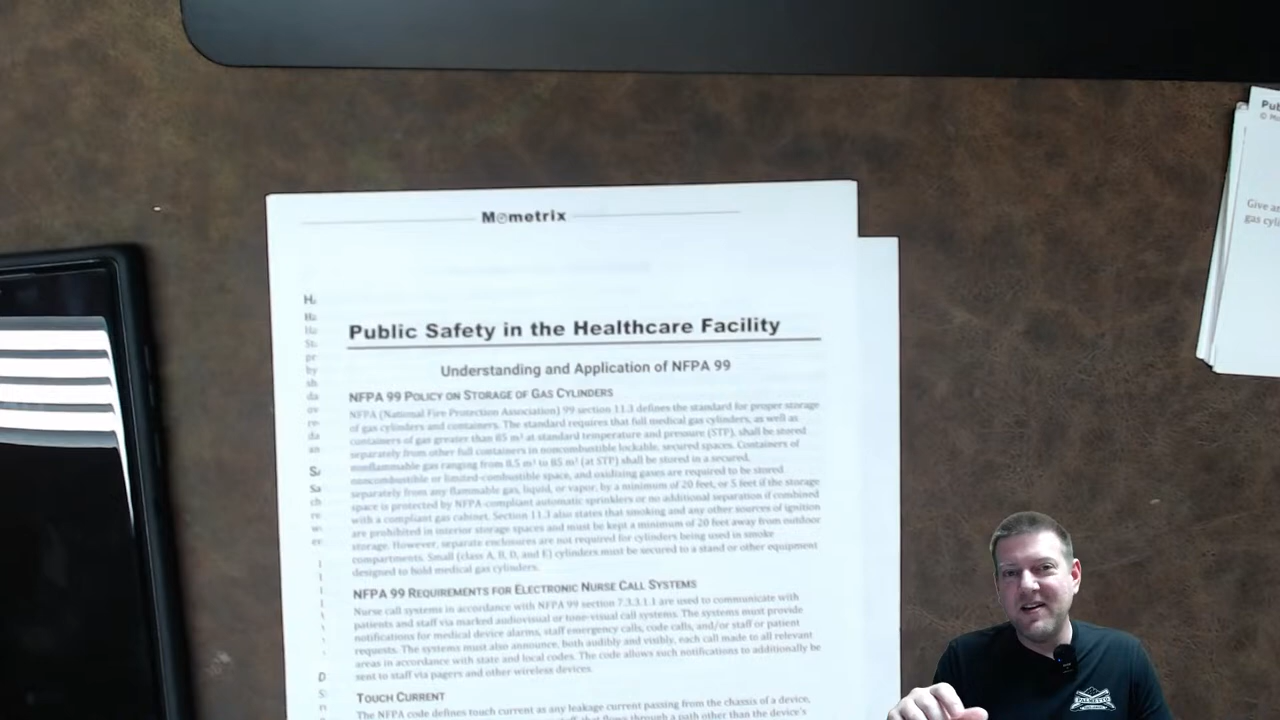 Mometrix
Public Safety in the Healthcare Facility
Understanding and Application of NFPA 99
NFPA 99 POLICY ON STORAGE OF GAS CYLINDERS
NFPA (National Fire Protection Association) 99 section 11.3 defines the standard for proper storage
of gas cylinders and containers. The standard requires that full medical gas cylinders, as well as
containers of gas greater than 85 m³ at standard temperature and pressure (STP), shall be stored
separately from other full containers in noncombustible lockable, secured spaces. Containers of
nonflammable gas ranging from 8.5 m³ to 85 m³ (at STP) shall be stored in a secured,
noncombustible or limited-combustible space, and oxidizing gases are required to be stored
separately from any flammable gas, liquid, or vapor, by a minimum of 20 feet, or 5 feet if the storage
space is protected by NFPA-compliant automatic sprinklers or no additional separation if combined
with a compliant gas cabinet. Section 11.3 also states that smoking and any other sources of ignition
are prohibited in interior storage spaces and must be kept a minimum of 20 feet away from outdoor
storage. However, separate enclosures are not required for cylinders being used in smoke
compartments. Small (class A, B, D, and E) cylinders must be secured to a stand or other equipment
designed to hold medical gas cylinders.
NFPA 99 REQUIREMENTS FOR ELECTRONIC NURSE CALL SYSTEMS
Nurse call systems in accordance with NFPA 99 section 7.3.3.1.1 are used to communicate with
patients and staff via marked audiovisual or tone-visual call systems. The systems must provide
notifications for medical device alarms, staff emergency calls, code calls, and/or staff or patient
requests. The systems must also announce, both audibly and visibly, each call made to all relevant
areas in accordance with state and local codes. The code allows such notifications to additionally be
sent to staff via pagers and other wireless devices.
TOUCH CURRENT
The NFPA code defines touch current as any leakage current passing from the chassis of a device,
that flows through a path other than the device's
Pub
Give an
gas cyli